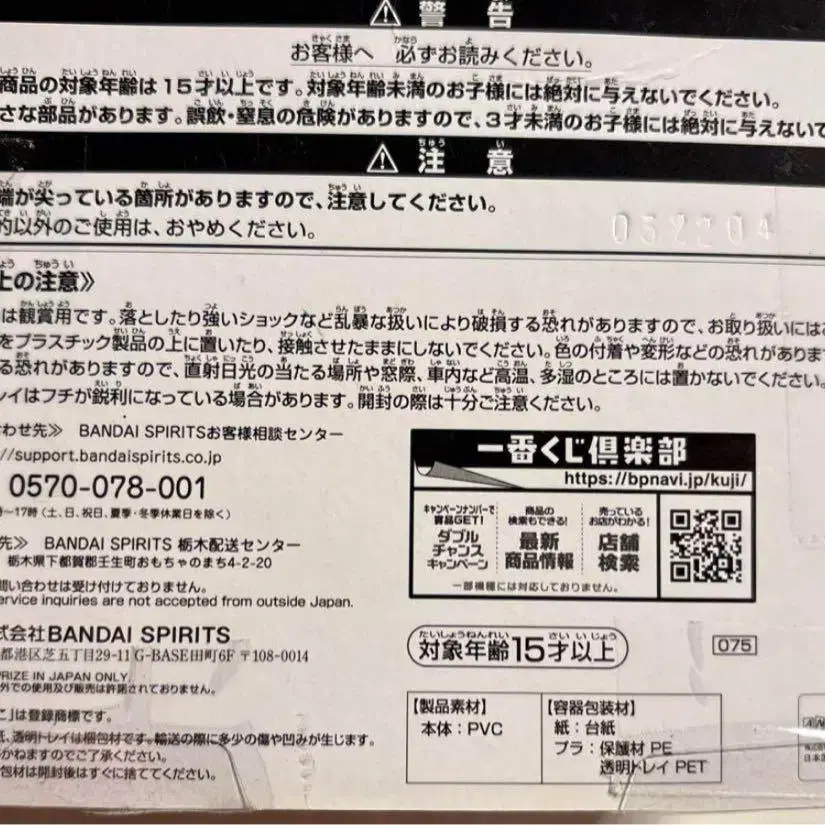 ⚠ 警告
お客様へ 必ずお読みください。
商品の対象年齢は15才以上です。対象年齢未満のお子様には絶対に与えないでください。
さな部品があります。誤飲・窒息の危険がありますので、3才未満のお子様には絶対に与えないで
⚠ 注意
端が尖っている箇所がありますので、注意してください。
的以外のご使用は、おやめください。
052204
上の注意》
は観賞用です。落としたり強いショックなど乱暴な扱いにより破損する恐れがありますので、お取り扱いには
をプラスチック製品の上に置いたり、接触させたままにしないでください。色の付着や変形などの恐れがありま
る恐れがありますので、直射日光の当たる場所や窓際、車内など高温、多湿のところには置かないでください。
レイはフチが鋭利になっている場合があります。開封の際は十分ご注意ください。
わせ先》 BANDAI SPIRITSお客様相談センター
//support.bandaispirits.co.jp
0570-078-001
時〜17時(土、日、祝日、夏季・冬季休業日を除く)
先》 BANDAI SPIRITS 栃木配送センター
栃木県下都賀郡壬生町おもちゃのまち4-2-20
問い合わせは受け付けておりません。
ervice inquiries are not accepted from outside Japan.
式会社BANDAI SPIRITS
都港区芝五丁目29-11 G-BASE田町6F 〒108-0014
PRIZE IN JAPAN ONLY.
外での使用及び販売は許諾されておりません。
こ」は登録商標です。
紙、透明トレイは梱包材です。輸送の際に多少の傷や凹みが生じます。
かねますのでご了承ください。
包材は開封後はすぐに捨ててください。
一番くじ倶楽部
https://bpnavi.jp/kuji/
キャンペーンナンバーで賞品GET!
ダブルチャンスキャンペーン
商品の検索もできる!
最新商品情報
売っているお店がわかる!
店舗検索
一部機種には対応しておりません。
対象年齢15才以上
075
【製品素材】
本体：PVC
【容器包装材】
紙：台紙
プラ：保護材 PE
透明トレイ PET